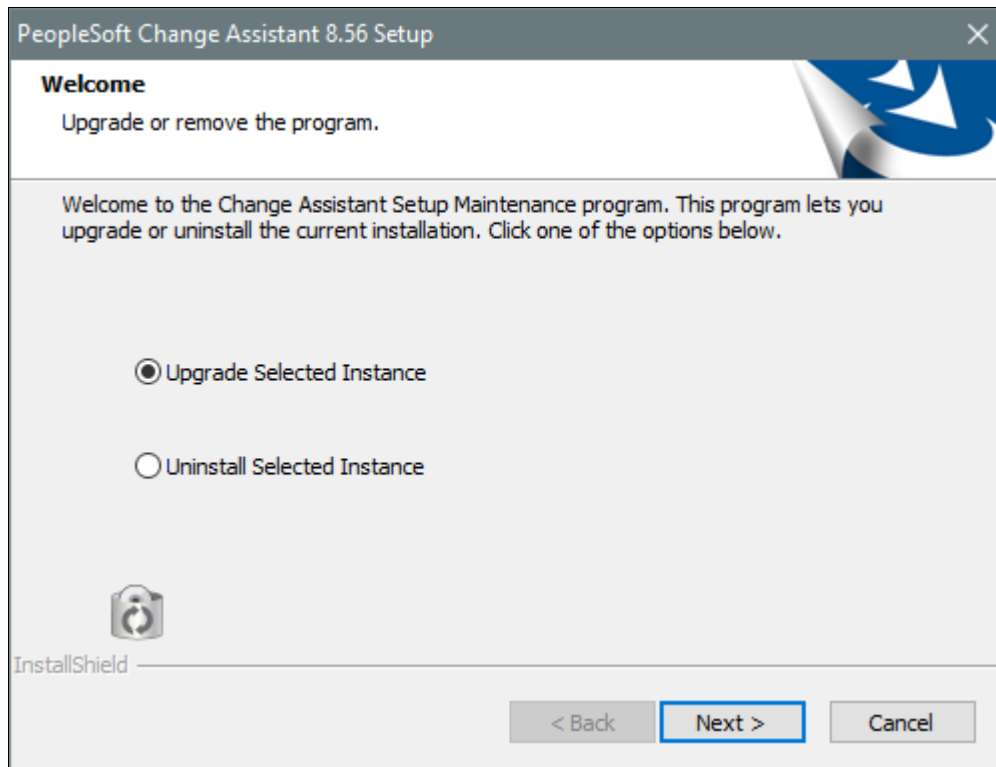 PeopleSoft Change Assistant 8.56 Setup
Welcome
Upgrade or remove the program.
Welcome to the Change Assistant Setup Maintenance program. This program lets you
upgrade or uninstall the current installation. Click one of the options below.
Upgrade Selected Instance
Uninstall Selected Instance
InstallShield
< Back
Next >
Cancel